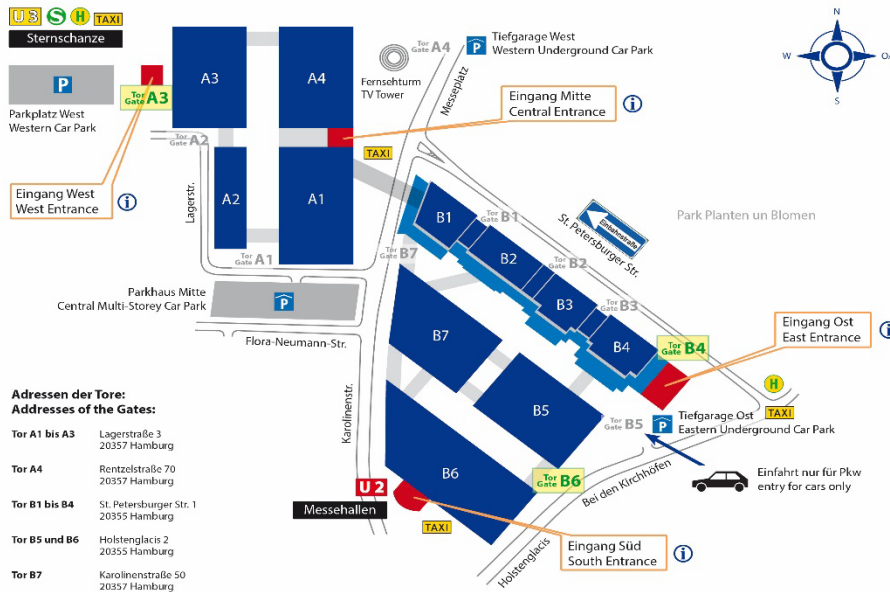 U3 S H TAXI
Sternschanze
P
Parkplatz West
Western Car Park
Tor
Gate A3
Eingang West
West Entrance
i
A3
A4
Tor
Gate A2
Lagerstr.
A2
A1
Tor
Gate A1
Fernsehturm
TV Tower
Tor
Gate A4
Messeplatz
P
Tiefgarage West
Western Underground Car Park
Eingang Mitte
Central Entrance
i
TAXI
N
W
S
Parkhaus Mitte
Central Multi-Storey Car Park
P
Flora-Neumann-Str.
Karolinenstr.
Tor
Gate B7
B1
Tor
Gate B1
B2
Tor
Gate B2
B3
Tor
Gate B3
B4
Tor
Gate B4
Einbahnstraße
St. Petersburger Str.
Park Planten un Blomen
Eingang Ost
East Entrance
i
H
TAXI
B7
B5
B6
Tor
Gate B5
P
Tiefgarage Ost
Eastern Underground Car Park
Einfahrt nur für Pkw
entry for cars only
Tor
Gate B6
Bei den Kirchhöfen
Holstenglacis
U2
Messehallen
TAXI
Eingang Süd
South Entrance
i
Adressen der Tore:
Addresses of the Gates:
Tor A1 bis A3 Lagerstraße 3
20357 Hamburg
Tor A4 Rentzelstraße 70
20357 Hamburg
Tor B1 bis B4 St. Petersburger Str. 1
20355 Hamburg
Tor B5 und B6 Holstenglacis 2
20355 Hamburg
Tor B7 Karolinenstraße 50
20357 Hamburg